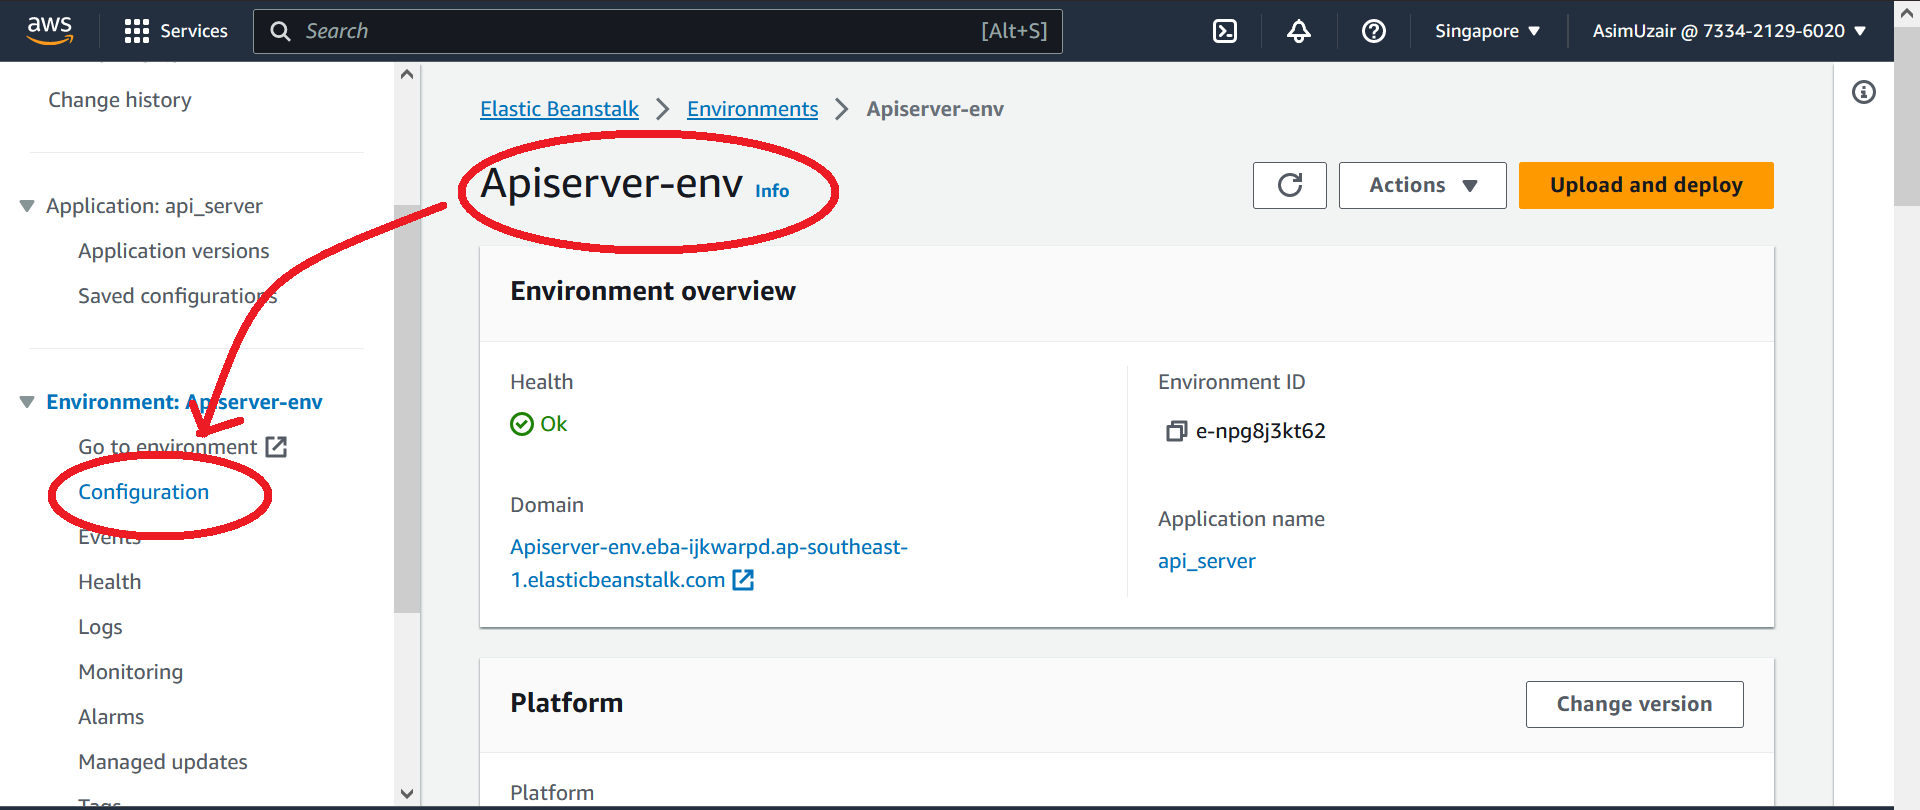 aws
Services
Search [Alt+S]
Singapore
AsimUzair @ 7334-2129-6020
Change history
Application: api_server
Application versions
Saved configurations
Environment: Apiserver-env
Go to environment
Configuration
Events
Health
Logs
Monitoring
Alarms
Managed updates
Tags
Elastic Beanstalk > Environments > Apiserver-env
Apiserver-env Info
Actions
Upload and deploy
Environment overview
Health
Ok
Domain
Apiserver-env.eba-ijkwarpd.ap-southeast-
1.elasticbeanstalk.com
Environment ID
e-npg8j3kt62
Application name
api_server
Platform
Change version
Platform